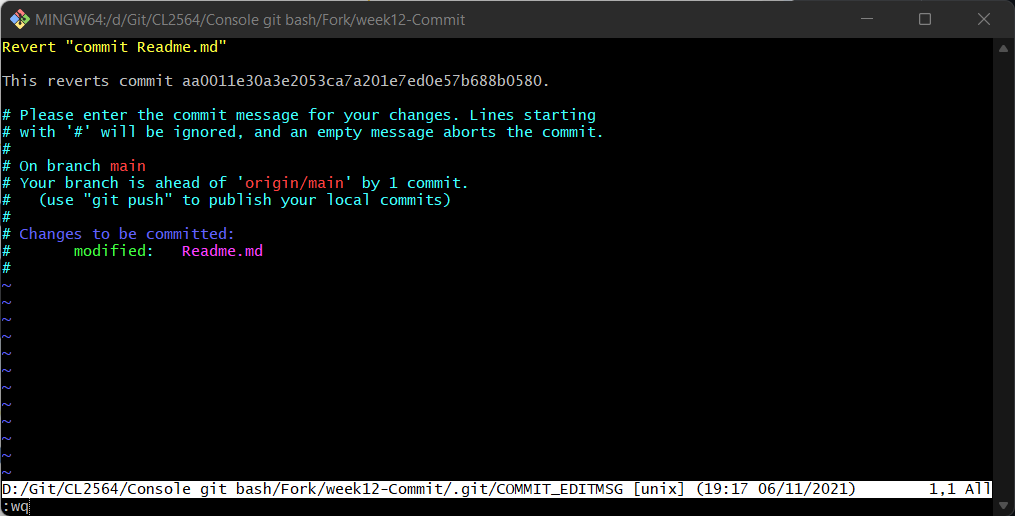 MINGW64:/d/Git/CL2564/Console git bash/Fork/week12-Commit
Revert "commit Readme.md"
This reverts commit aa0011e30a3e2053ca7a201e7ed0e57b688b0580.
# Please enter the commit message for your changes. Lines starting
# with '#' will be ignored, and an empty message aborts the commit.
#
# On branch main
# Your branch is ahead of 'origin/main' by 1 commit.
#   (use "git push" to publish your local commits)
#
# Changes to be committed:
#       modified:   Readme.md
#
~
~
~
~
~
~
~
~
~
~
~
~
D:/Git/CL2564/Console git bash/Fork/week12-Commit/.git/COMMIT_EDITMSG [unix] (19:17 06/11/2021)        1,1 All
:wq